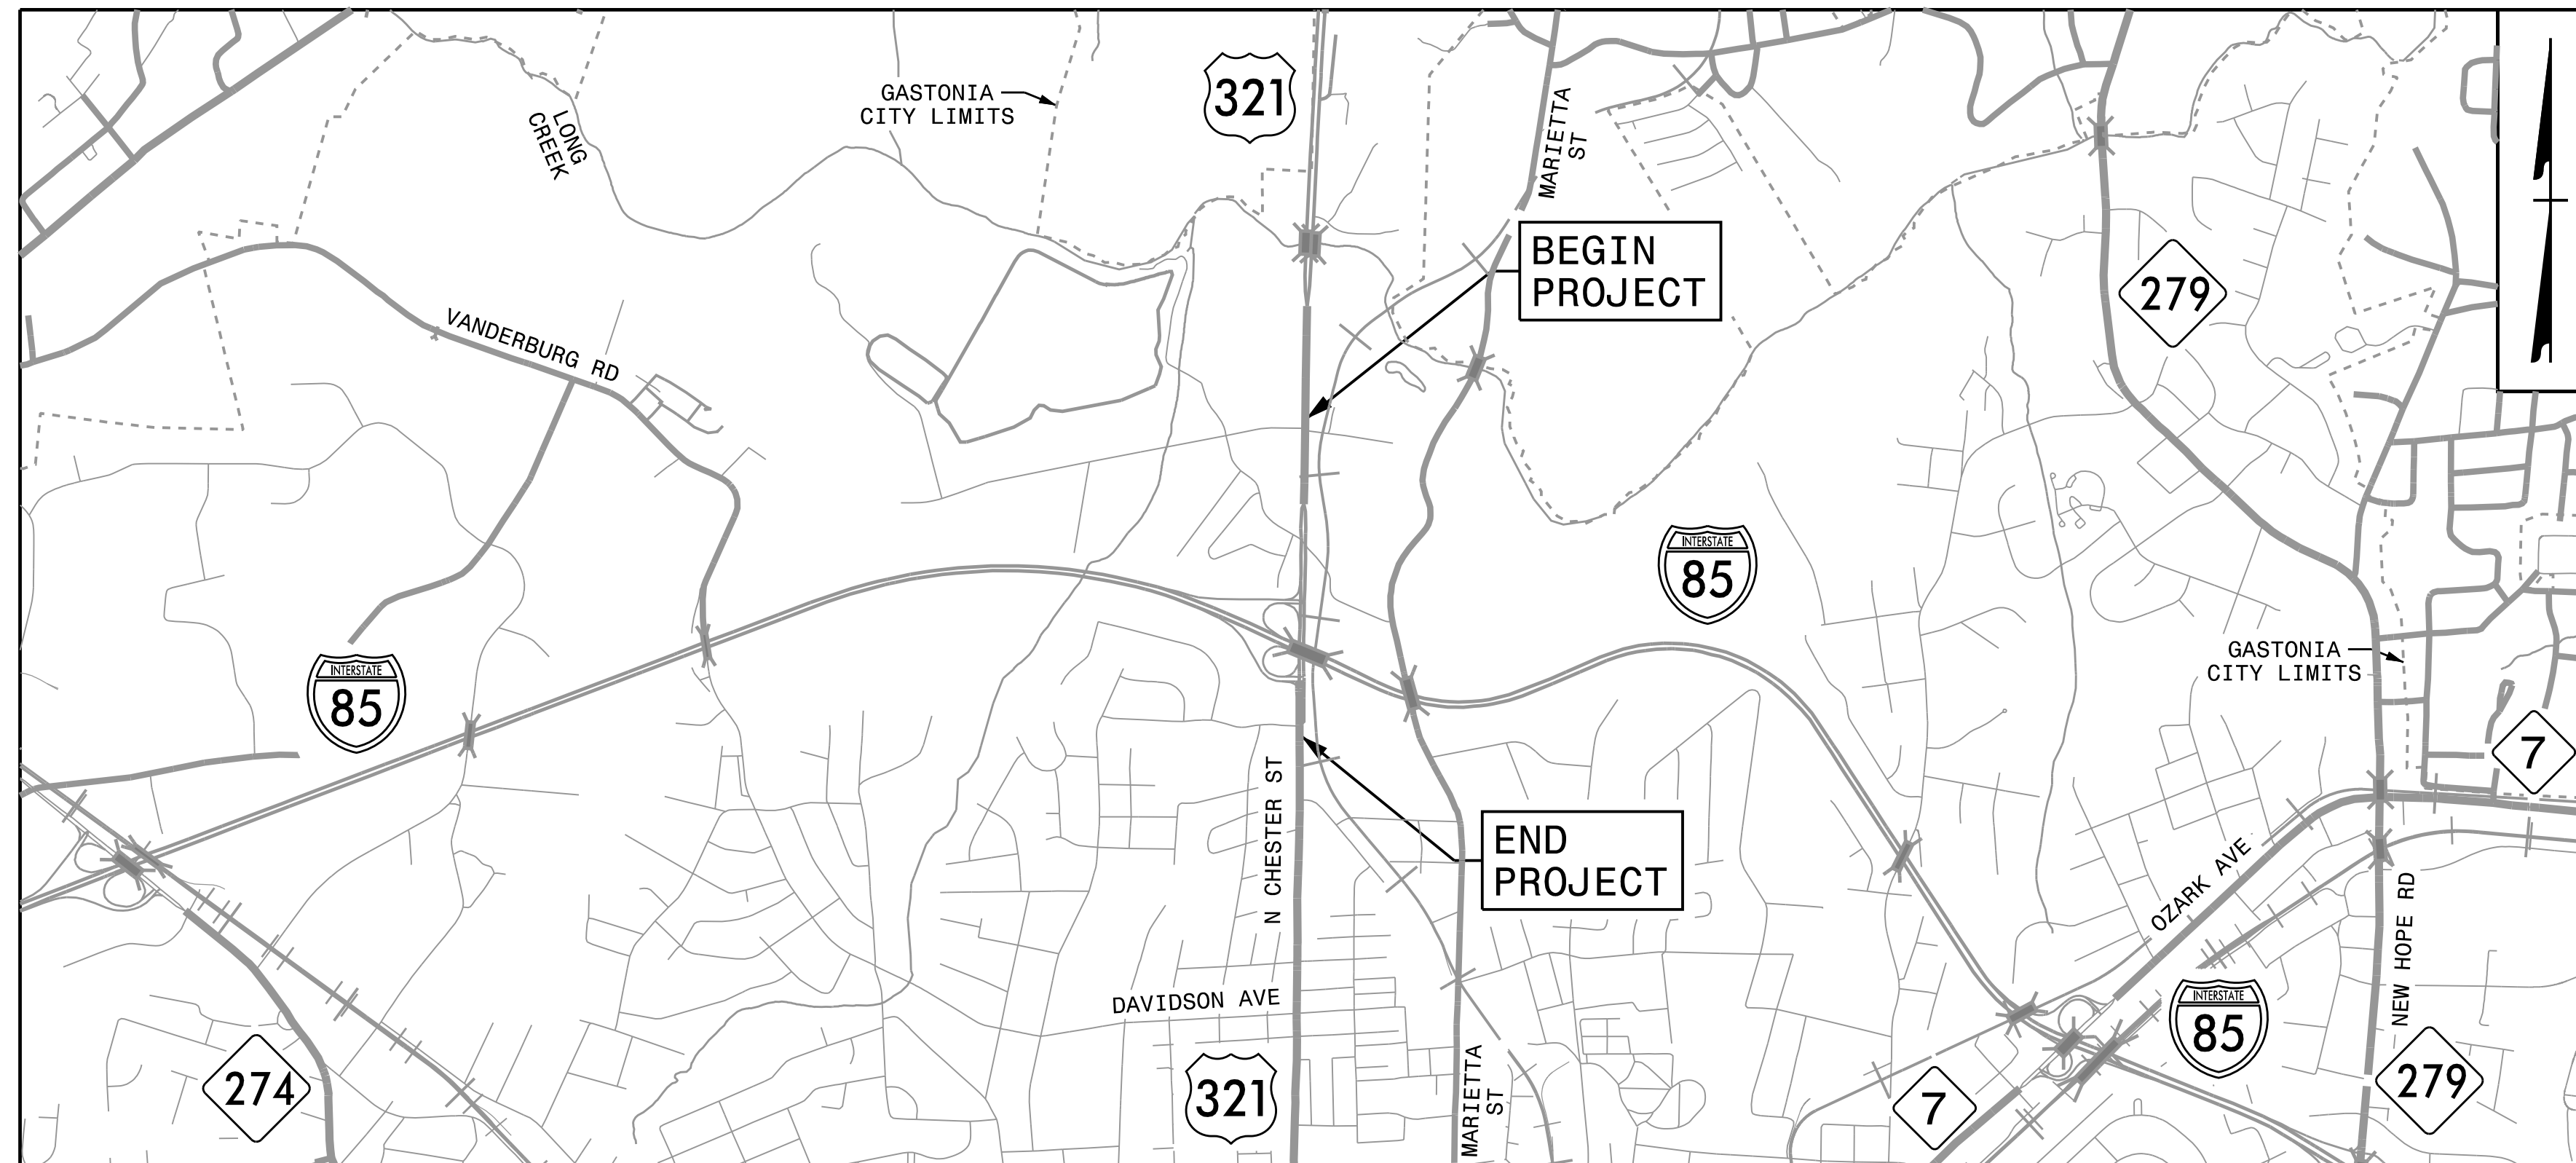 GASTONIA
CITY LIMITS
321
LONG
CREEK
MARIETTA
ST
BEGIN
PROJECT
279
VANDERBURG RD
INTERSTATE
85
GASTONIA
CITY LIMITS
INTERSTATE
85
7
N CHESTER ST
END
PROJECT
OZARK AVE
NEW HOPE RD
DAVIDSON AVE
INTERSTATE
85
274
321
MARIETTA
ST
7
279